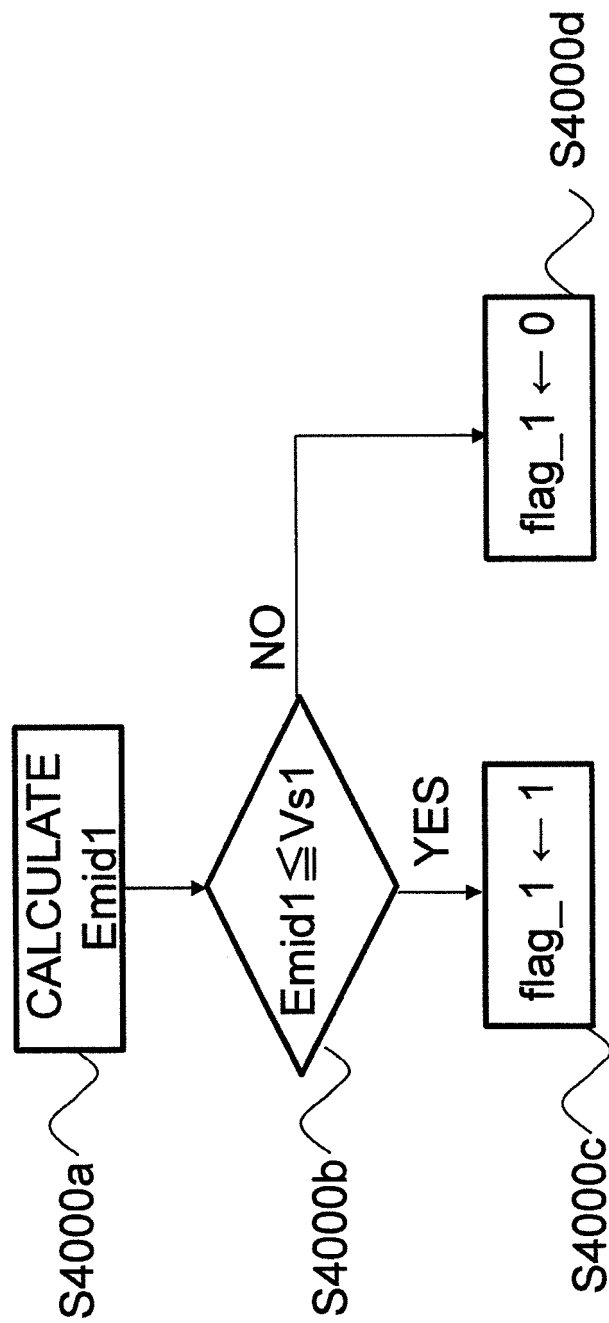 S4000a
CALCULATE
Emid1
S4000b
Emid1≦Vs1
NO
YES
S4000c
flag_1 ← 1
flag_1 ← 0
S4000d